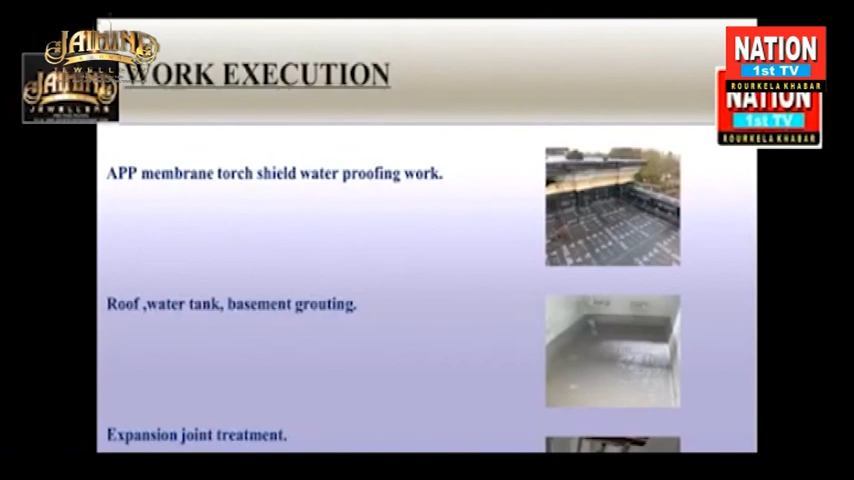 WORK EXECUTION
APP membrane torch shield water proofing work.
Roof ,water tank, basement grouting.
Expansion joint treatment.
JEWELLERS
NATION
1st TV
ROURKELA KHABAR
NATION
1st TV
ROURKELA KHABAR